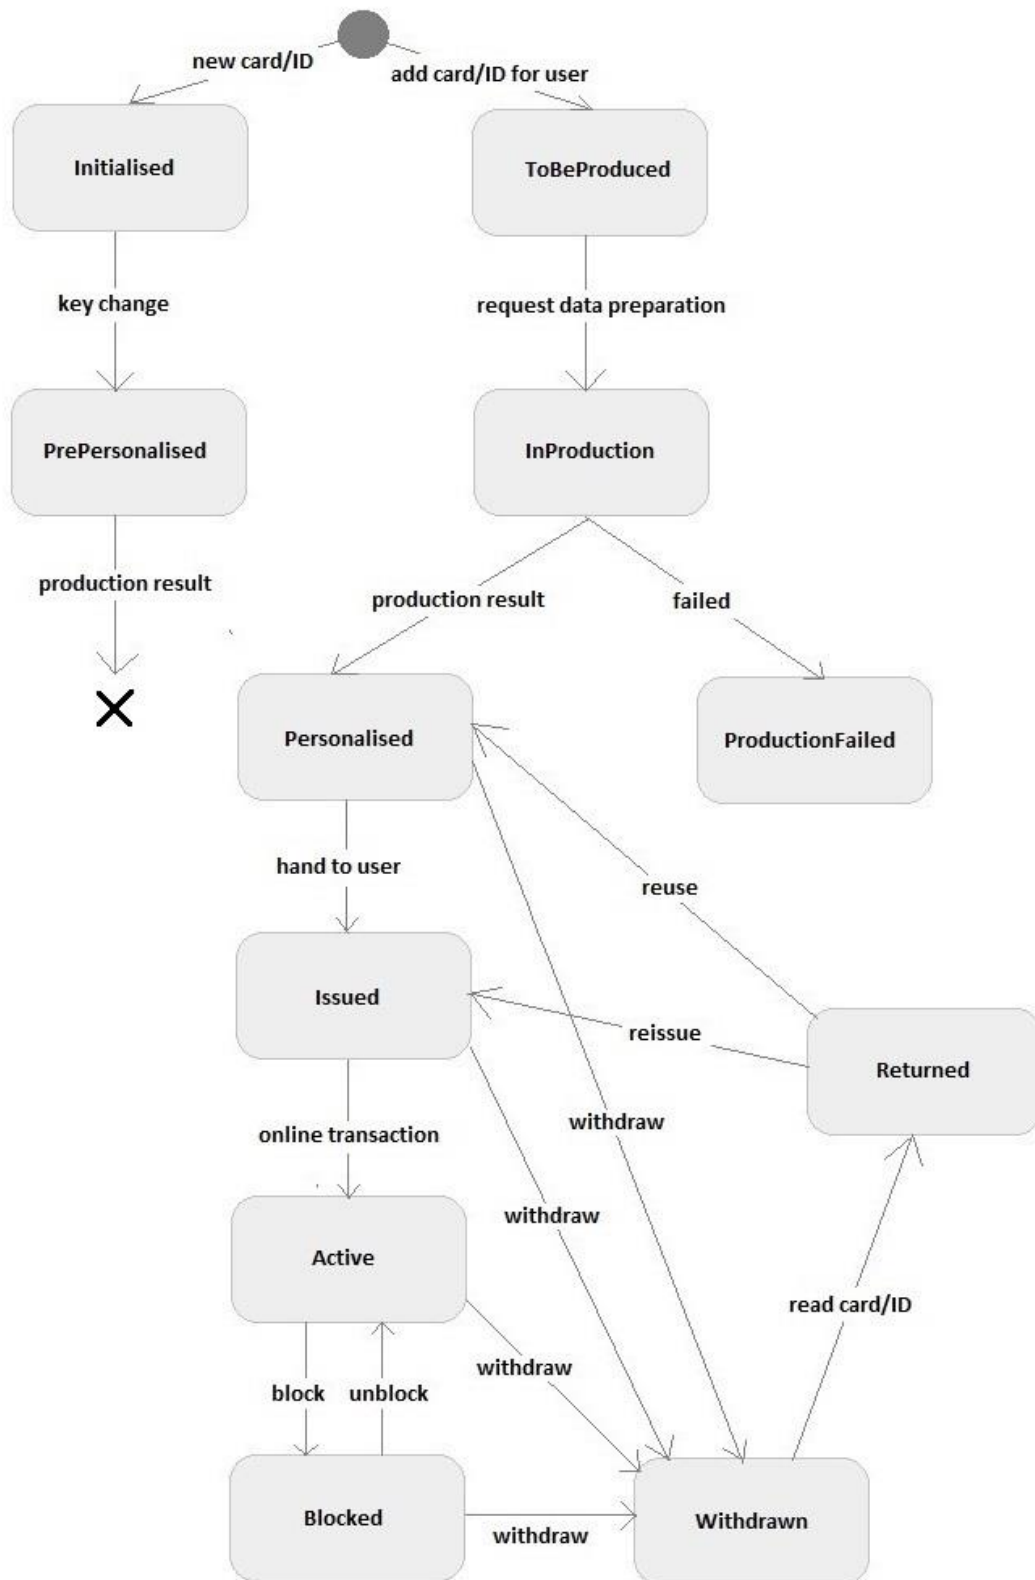 new card/ID
add card/ID for user
Initialised
ToBeProduced
key change
request data preparation
PrePersonalised
InProduction
production result
production result
failed
Personalised
ProductionFailed
hand to user
reuse
Issued
reissue
Returned
withdraw
online transaction
withdraw
Active
read card/ID
withdraw
block
unblock
Blocked
withdraw
Withdrawn